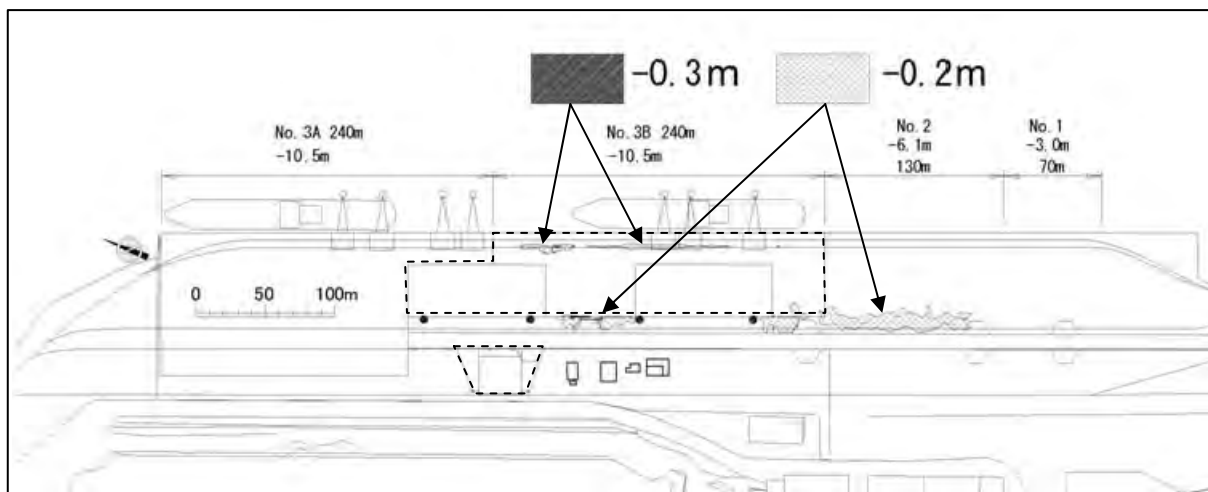 -0.3m
-0.2m
No. 3A 240m
-10.5m
No. 3B 240m
-10.5m
No. 2
-6.1m
130m
No. 1
-3.0m
70m
0 50 100m